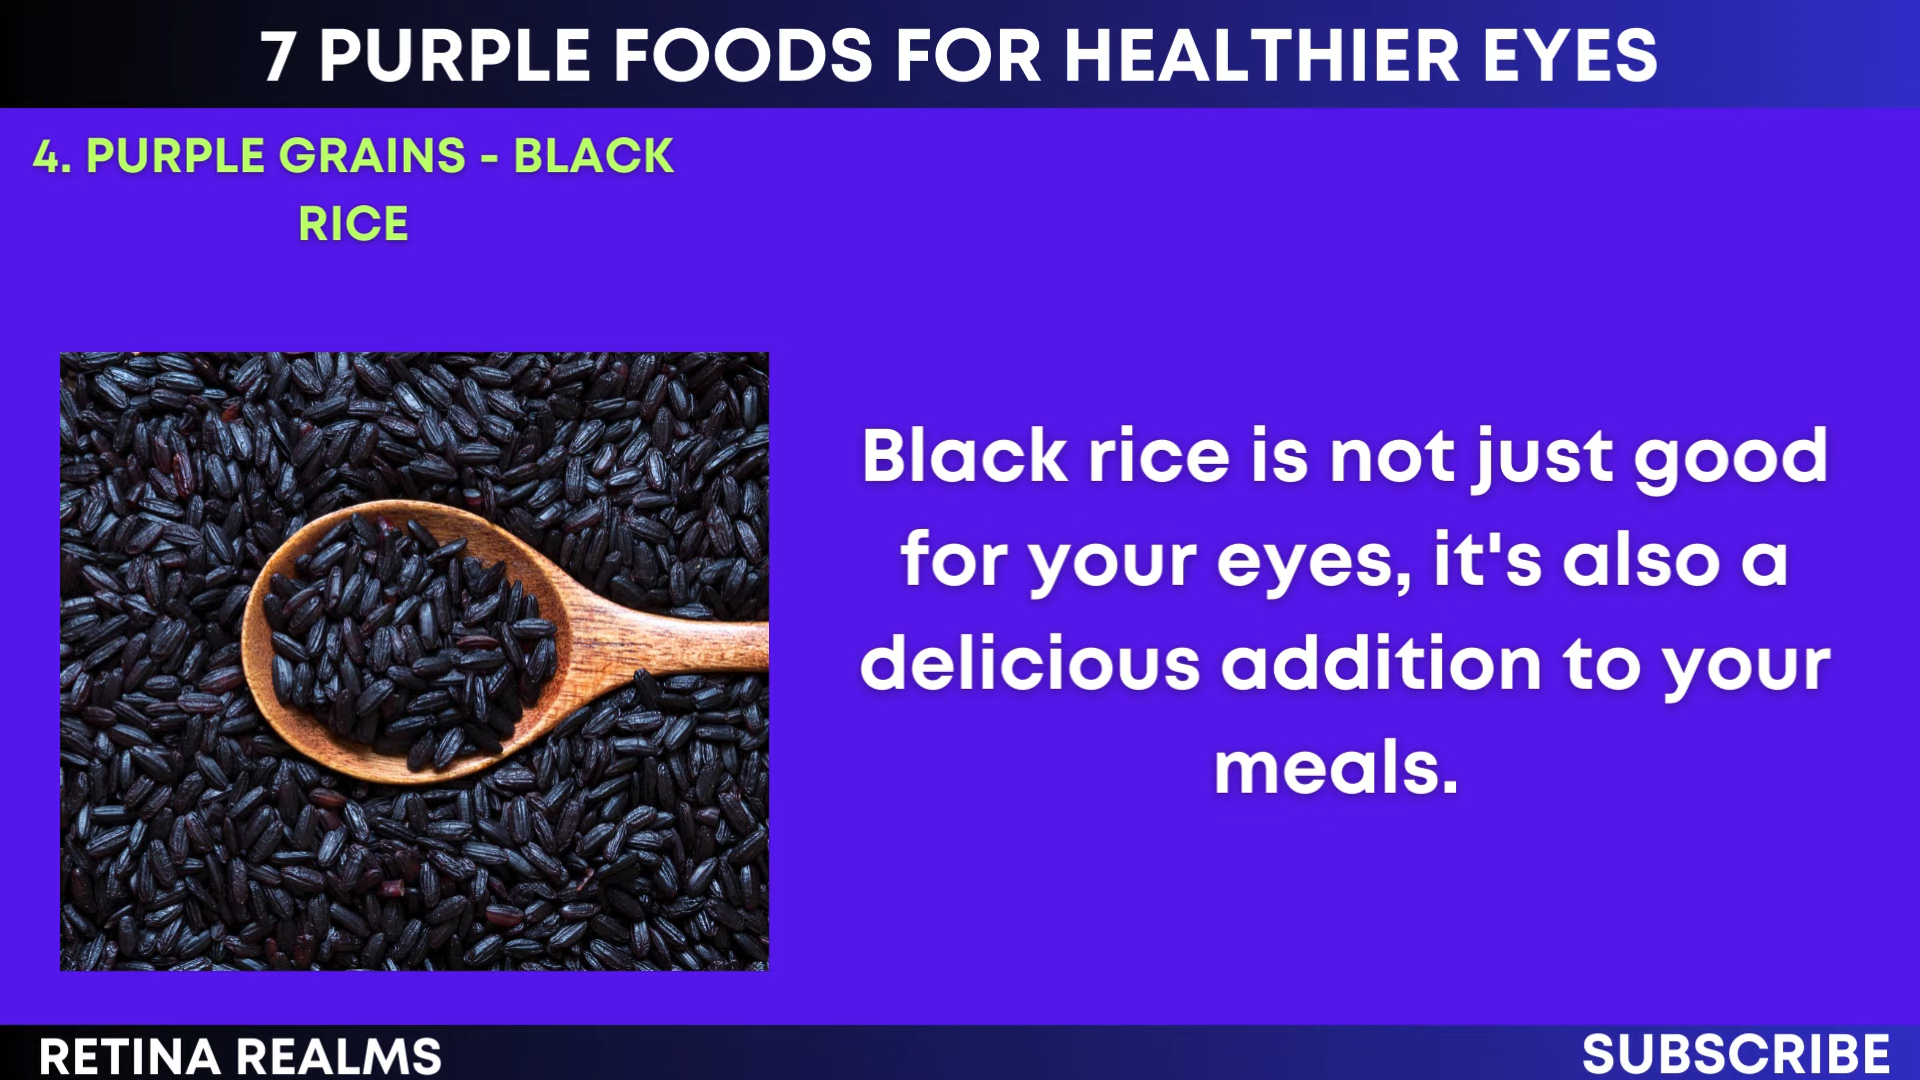 7 PURPLE FOODS FOR HEALTHIER EYES
4. PURPLE GRAINS - BLACK
RICE
Black rice is not just good
for your eyes, it's also a
delicious addition to your
meals.
RETINA REALMS
SUBSCRIBE